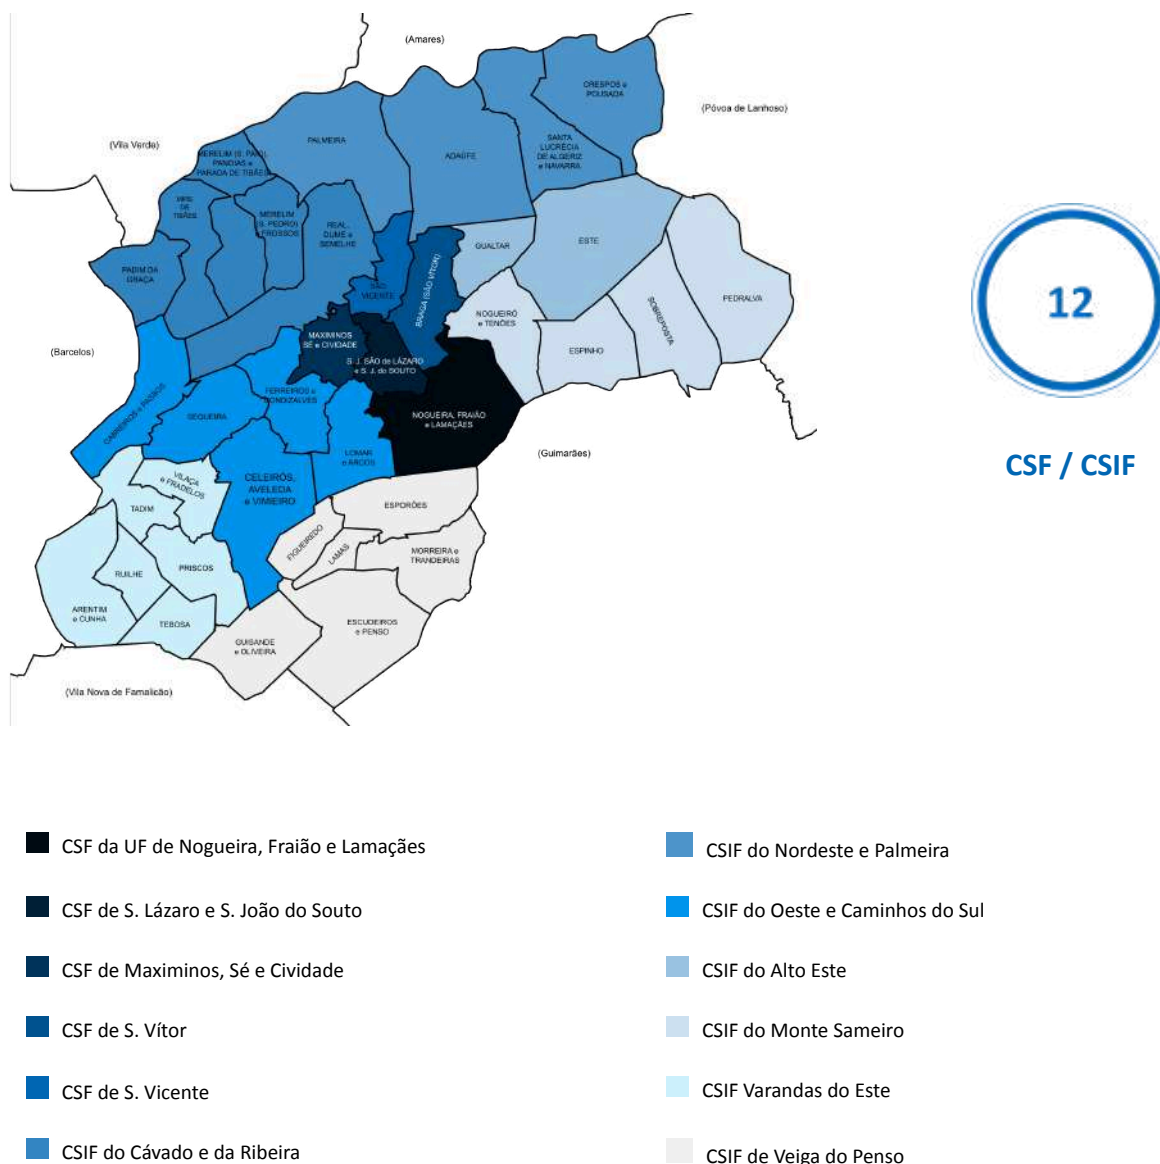 (Amares)
CRESPOS e
POUSADA
(Póvoa de Lanhoso)
(Vila Verde)
PALMEIRA
ADAÚFE
SANTA
LUCRÉCIA
DE ALGERIZ
e NAVARRA
MERELIM (S. PAIO),
PANOIAS e
PARADA DE TIBÃES
MIRE
DE
TIBÃES
MERELIM
(S. PEDRO)
e FROSSOS
REAL,
DUME e
SEMELHE
GUALTAR
ESTE
PADIM DA
GRAÇA
SÃO
VICENTE
BRAGA (SÃO VÍTOR)
NOGUEIRÓ
e TENÕES
SOBREPOSTA
PEDRALVA
12
(Barcelos)
MAXIMINOS
SÉ e CIVIDADE
S. J. SÃO de LÁZARO
e S. J. do SOUTO
ESPINHO
CABREIROS e PASSOS
SEQUEIRA
FERREIROS e
GONDIZALVES
NOGUEIRA, FRAIÃO
e LAMAÇÃES
(Guimarães)
LOMAR
e ARCOS
CSF / CSIF
VILAÇA
e FRADELOS
CELEIRÓS,
AVELEDA
e VIMIEIRO
TADIM
ESPORÕES
FIGUEIREDO
LAMAS
MORREIRA e
TRANDEIRAS
RUILHE
PRISCOS
ARENTIM
e CUNHA
TEBOSA
ESCUDEIROS
e PENSO
GUISANDE
e OLIVEIRA
(Vila Nova de Famalicão)
CSF da UF de Nogueira, Fraião e Lamações
CSF de S. Lázaro e S. João do Souto
CSF de Maximinos, Sé e Cividade
CSF de S. Vítor
CSF de S. Vicente
CSIF do Cávado e da Ribeira
CSIF do Nordeste e Palmeira
CSIF do Oeste e Caminhos do Sul
CSIF do Alto Este
CSIF do Monte Sameiro
CSIF Varandas do Este
CSIF de Veiga do Penso